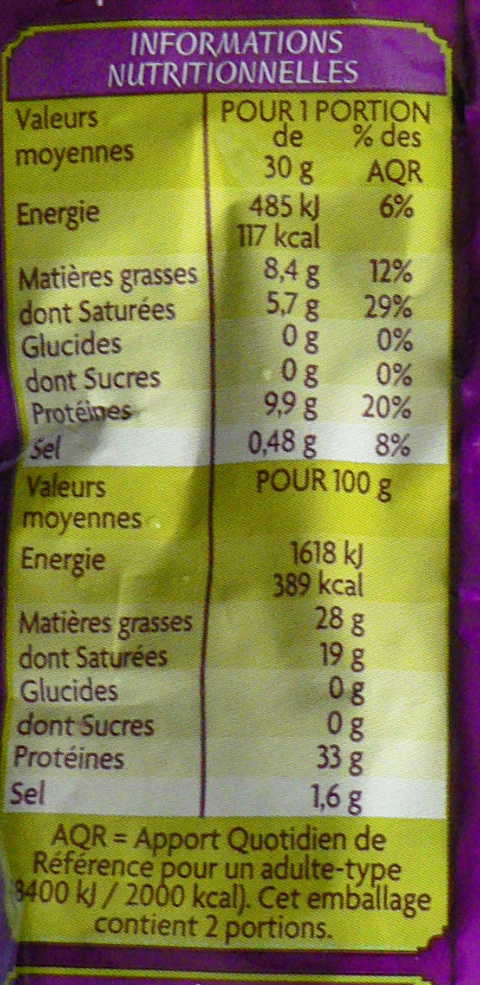 INFORMATIONS
NUTRITIONNELLES
Valeurs moyennes POUR 1 PORTION
de 30 g % des AQR
Energie 485 kJ 6%
117 kcal
Matières grasses 8,4 g 12%
dont Saturées 5,7 g 29%
Glucides 0 g 0%
dont Sucres 0 g 0%
Protéines 9,9 g 20%
Sel 0,48 g 8%
Valeurs POUR 100 g
moyennes
Energie 1618 kJ
389 kcal
Matières grasses 28 g
dont Saturées 19 g
Glucides 0 g
dont Sucres 0 g
Protéines 33 g
Sel 1,6 g
AQR = Apport Quotidien de
Référence pour un adulte-type
8400 kJ / 2000 kcal). Cet emballage
contient 2 portions.